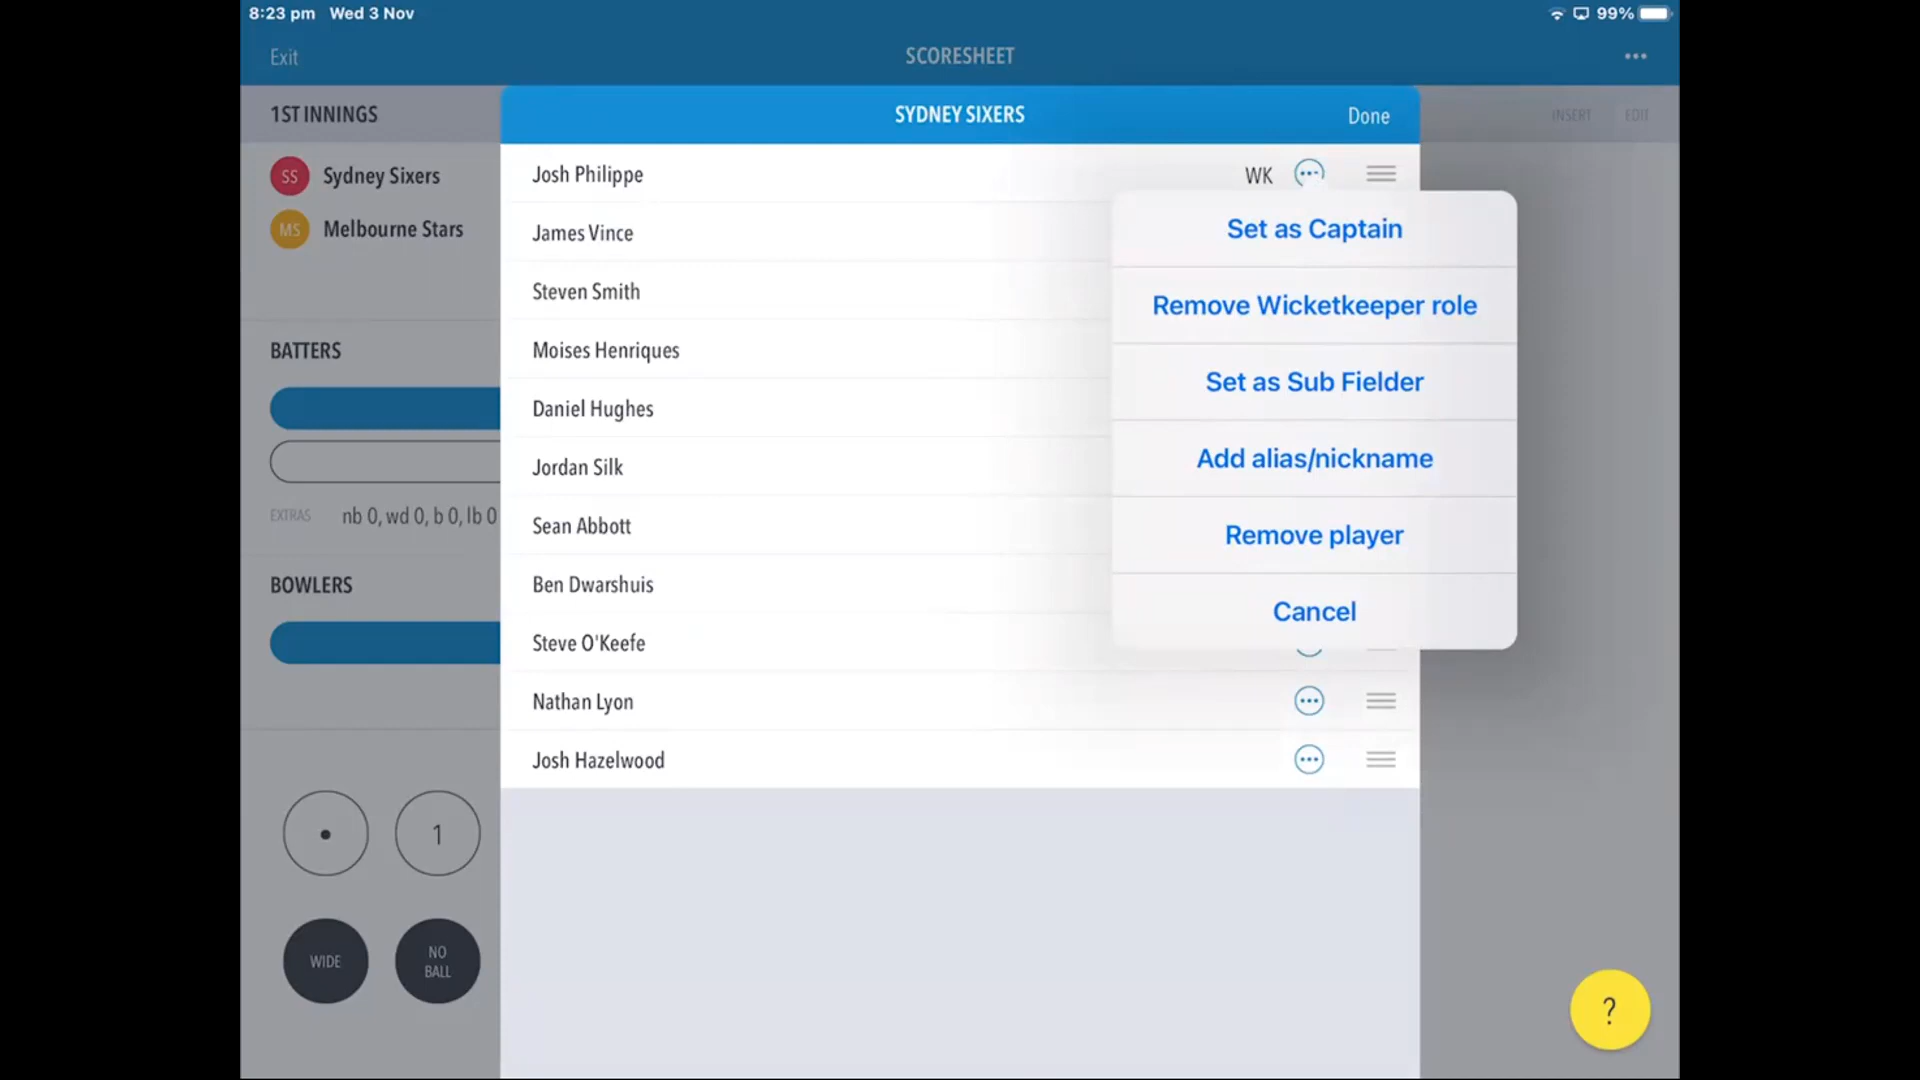 8:23 pm Wed 3 Nov
99%
Exit
SCORESHEET
1ST INNINGS
SYDNEY SIXERS
Done
INSERT
EDIT
SS Sydney Sixers
MS Melbourne Stars
BATTERS
EXTRAS nb 0, wd 0, b 0, lb 0
BOWLERS
1
WIDE
NO
BALL
Josh Philippe
WK
James Vince
Steven Smith
Moises Henriques
Daniel Hughes
Jordan Silk
Sean Abbott
Ben Dwarshuis
Steve O'Keefe
Nathan Lyon
Josh Hazelwood
Set as Captain
Remove Wicketkeeper role
Set as Sub Fielder
Add alias/nickname
Remove player
Cancel
?